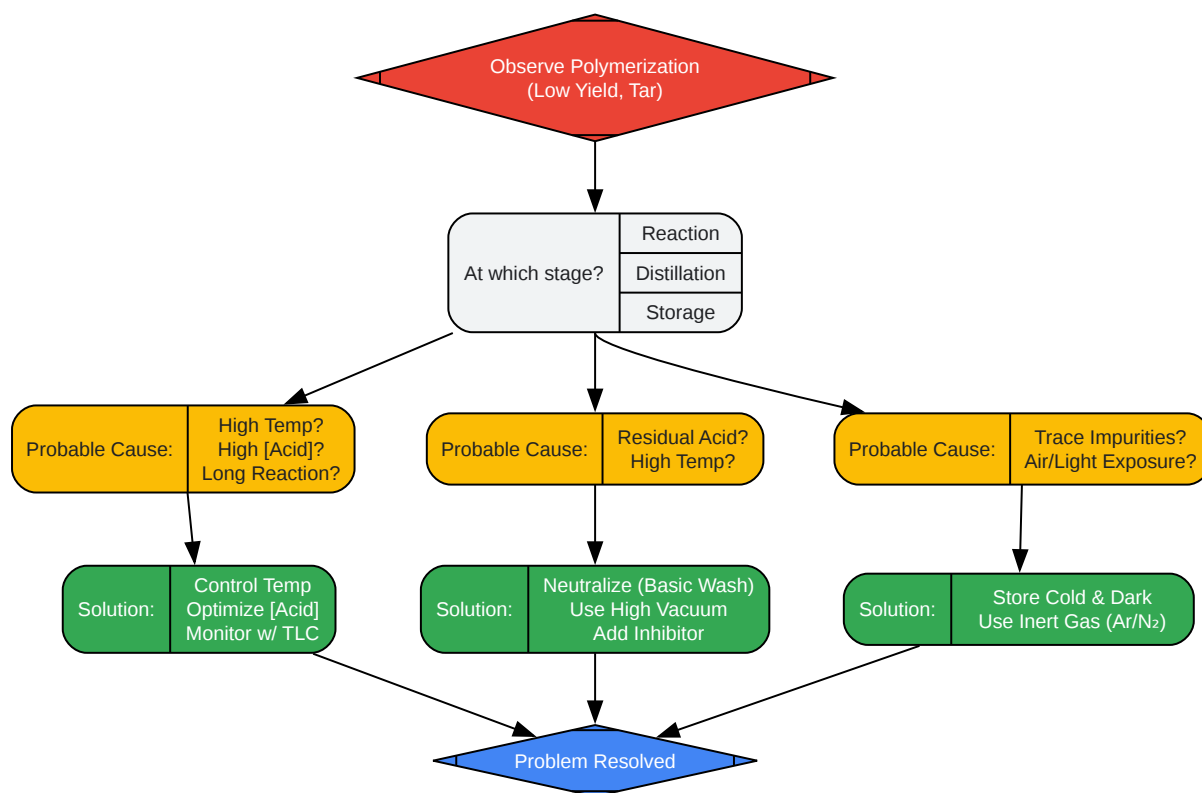 Observe Polymerization
(Low Yield, Tar)
At which stage?
Reaction
Distillation
Storage
Probable Cause:
High Temp?
High [Acid]?
Long Reaction?
Probable Cause:
Residual Acid?
High Temp?
Probable Cause:
Trace Impurities?
Air/Light Exposure?
Solution:
Control Temp
Optimize [Acid]
Monitor w/ TLC
Solution:
Neutralize (Basic Wash)
Use High Vacuum
Add Inhibitor
Solution:
Store Cold & Dark
Use Inert Gas (Ar/N₂)
Problem Resolved